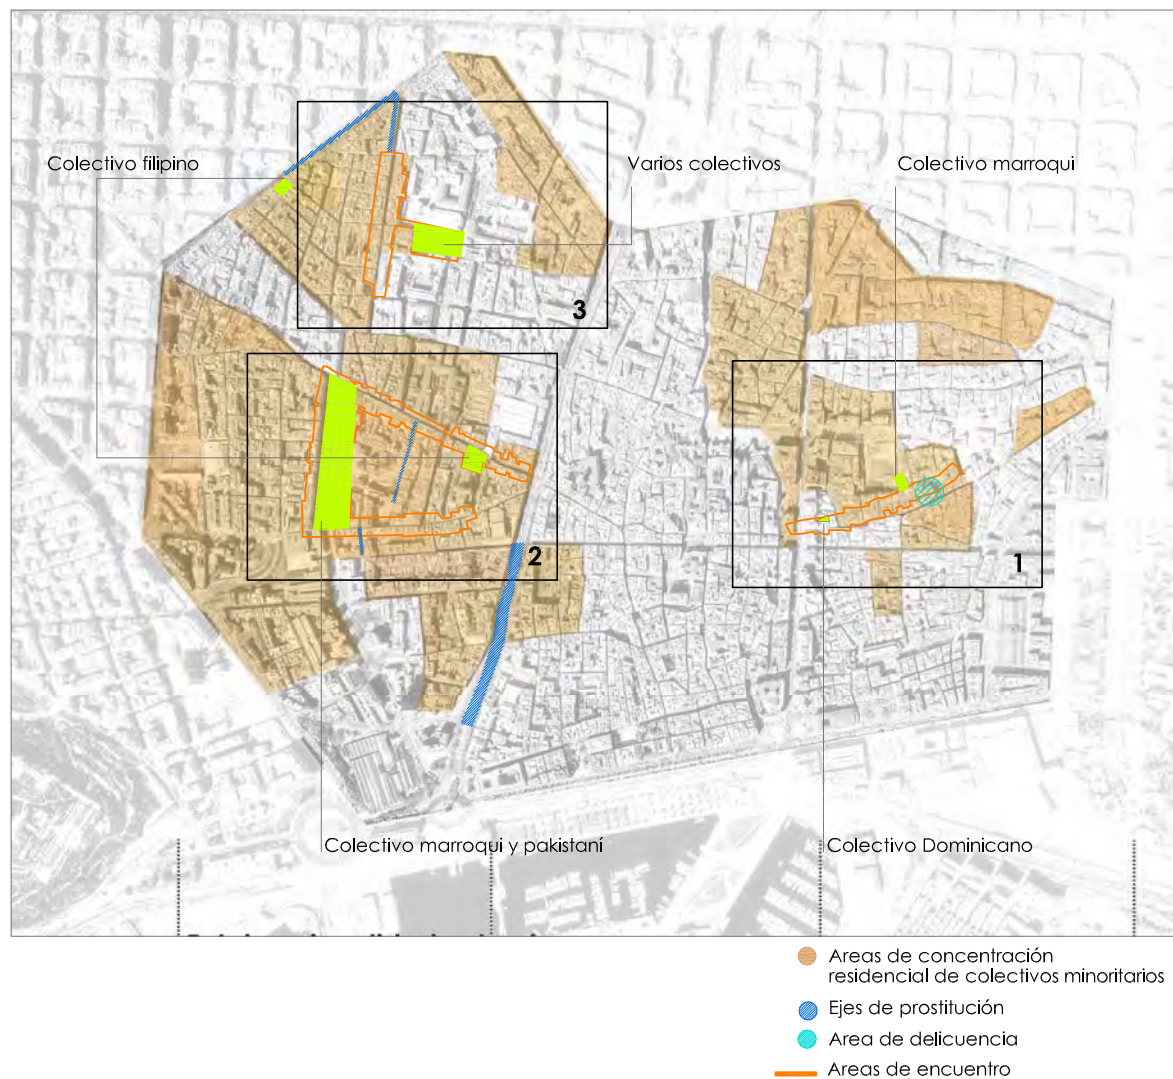 Colectivo filipino
Varios colectivos
Colectivo marroqui
3
2
1
Colectivo marroqui y pakistaní
Colectivo Dominicano
Areas de concentración
residencial de colectivos minoritarios
Ejes de prostitución
Area de delicuencia
Areas de encuentro